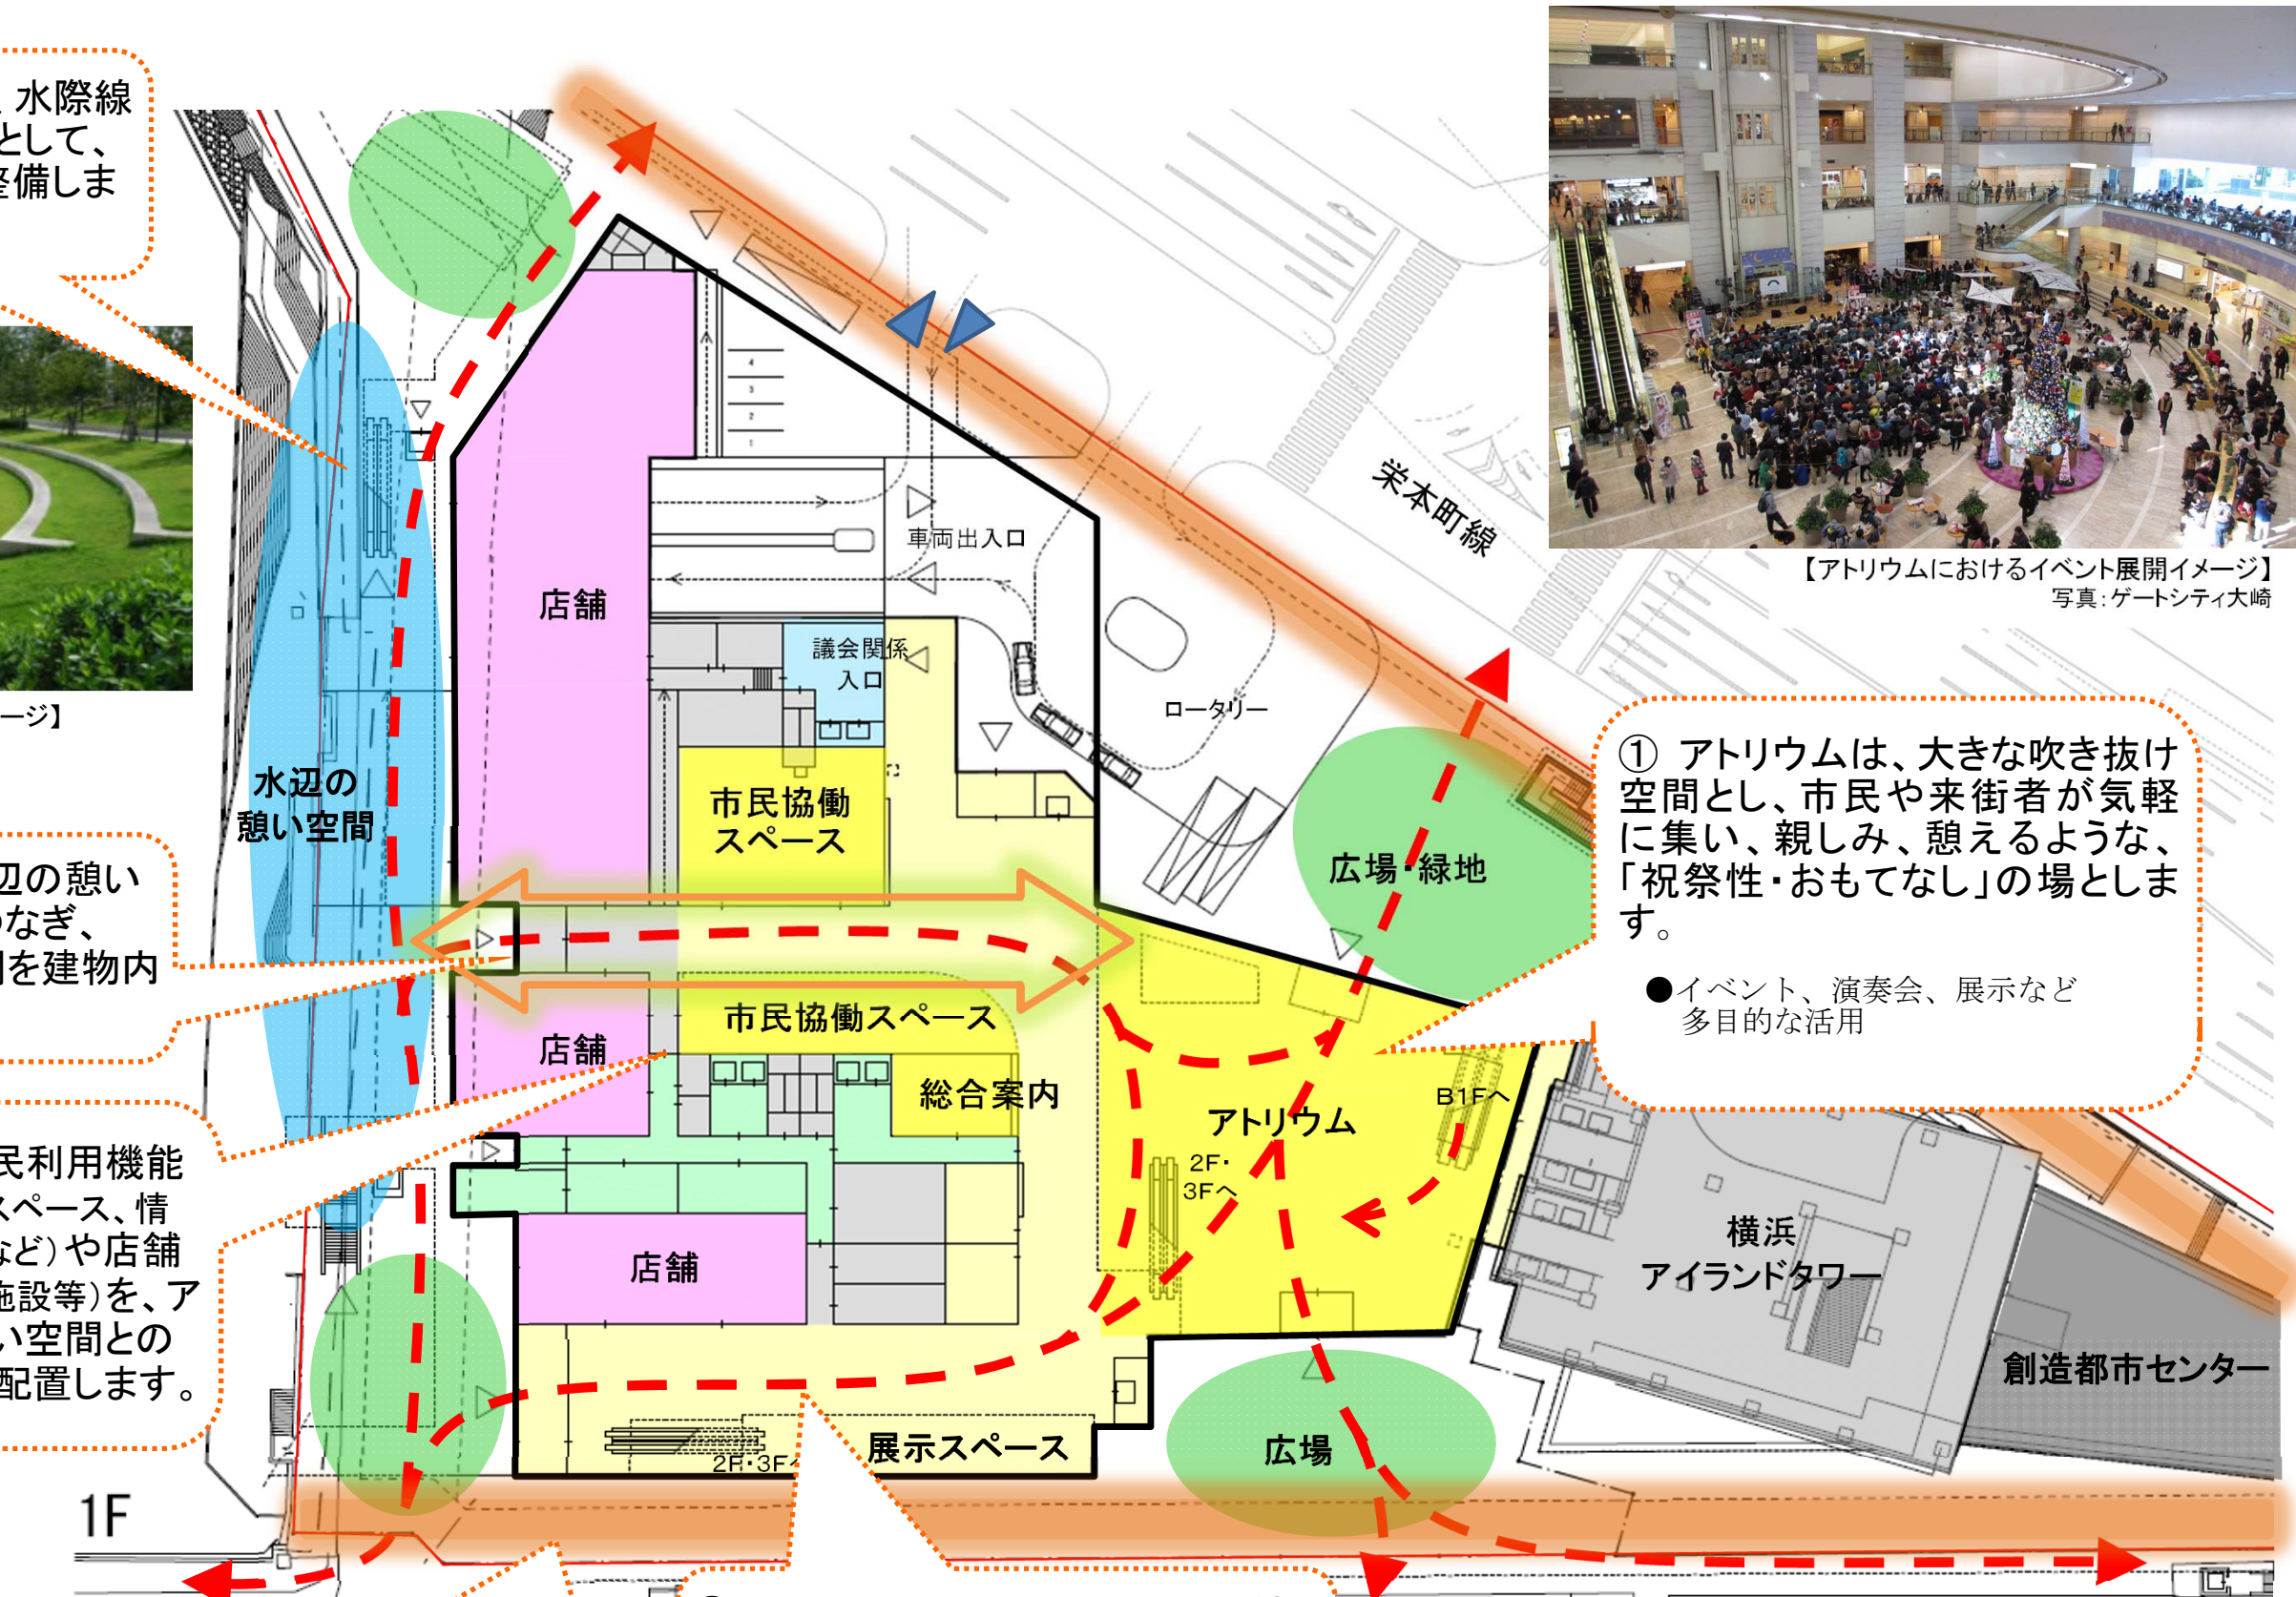 水際線
として、
整備しま
ージ】
辺の憩い
つなぎ、
間を建物内
民利用機能
スペース、情
など)や店舗
施設等)を、ア
い空間との
配置します。
水辺の
憩い空間
店舗
4
3
2
1
車両出入口
議会関係
入口
ロータリー
栄本町線
市民協働
スペース
市民協働スペース
店舗
総合案内
アトリウム
B1Fへ
2F・
3Fへ
広場・緑地
店舗
展示スペース
2F・3Fへ
広場
横浜
アイランドタワー
創造都市センター
1F
【アトリウムにおけるイベント展開イメージ】
写真:ゲートシティ大崎
① アトリウムは、大きな吹き抜け
空間とし、市民や来街者が気軽
に集い、親しみ、憩えるような、
「祝祭性・おもてなし」の場としま
す。
●イベント、演奏会、展示など
多目的な活用